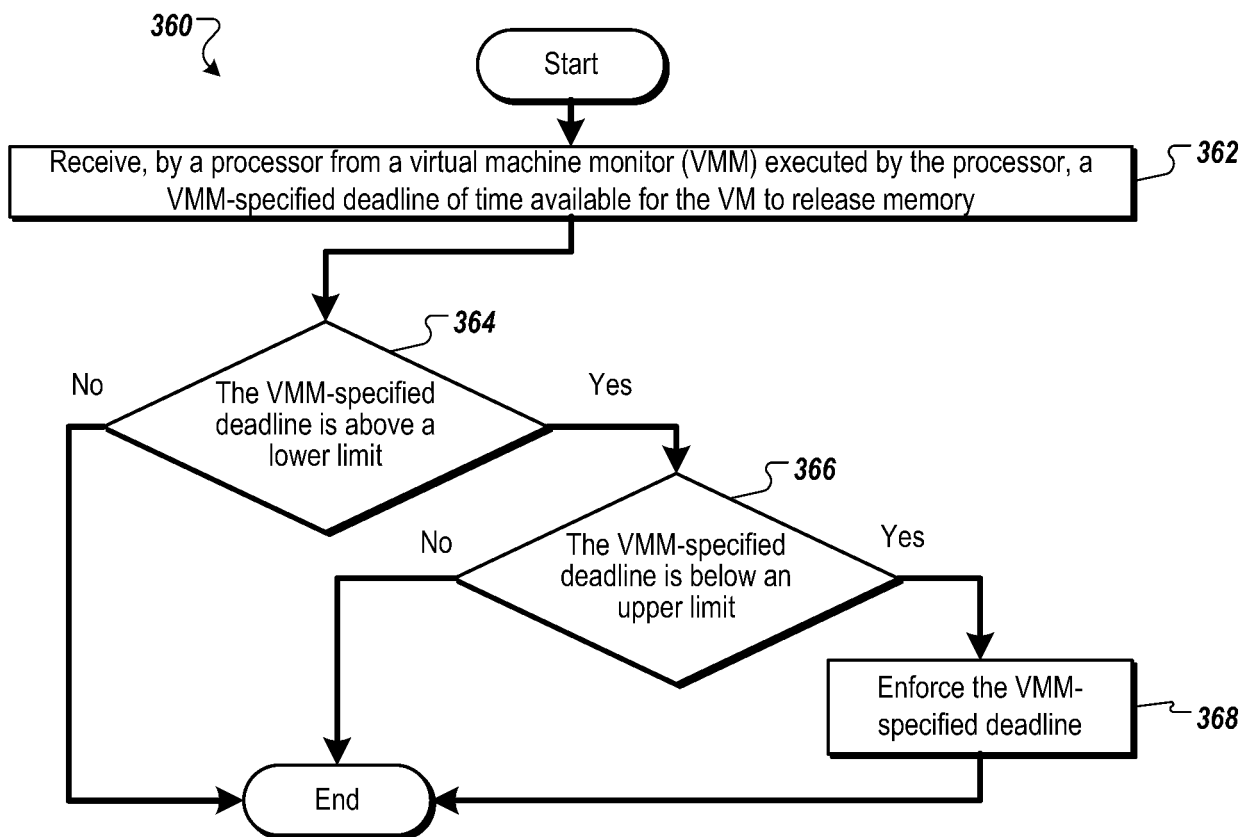 360
Start
Receive, by a processor from a virtual machine monitor (VMM) executed by the processor, a
VMM-specified deadline of time available for the VM to release memory
362
364
No
The VMM-specified
deadline is above a
lower limit
Yes
366
No
The VMM-specified
deadline is below an
upper limit
Yes
Enforce the VMM-
specified deadline
368
End